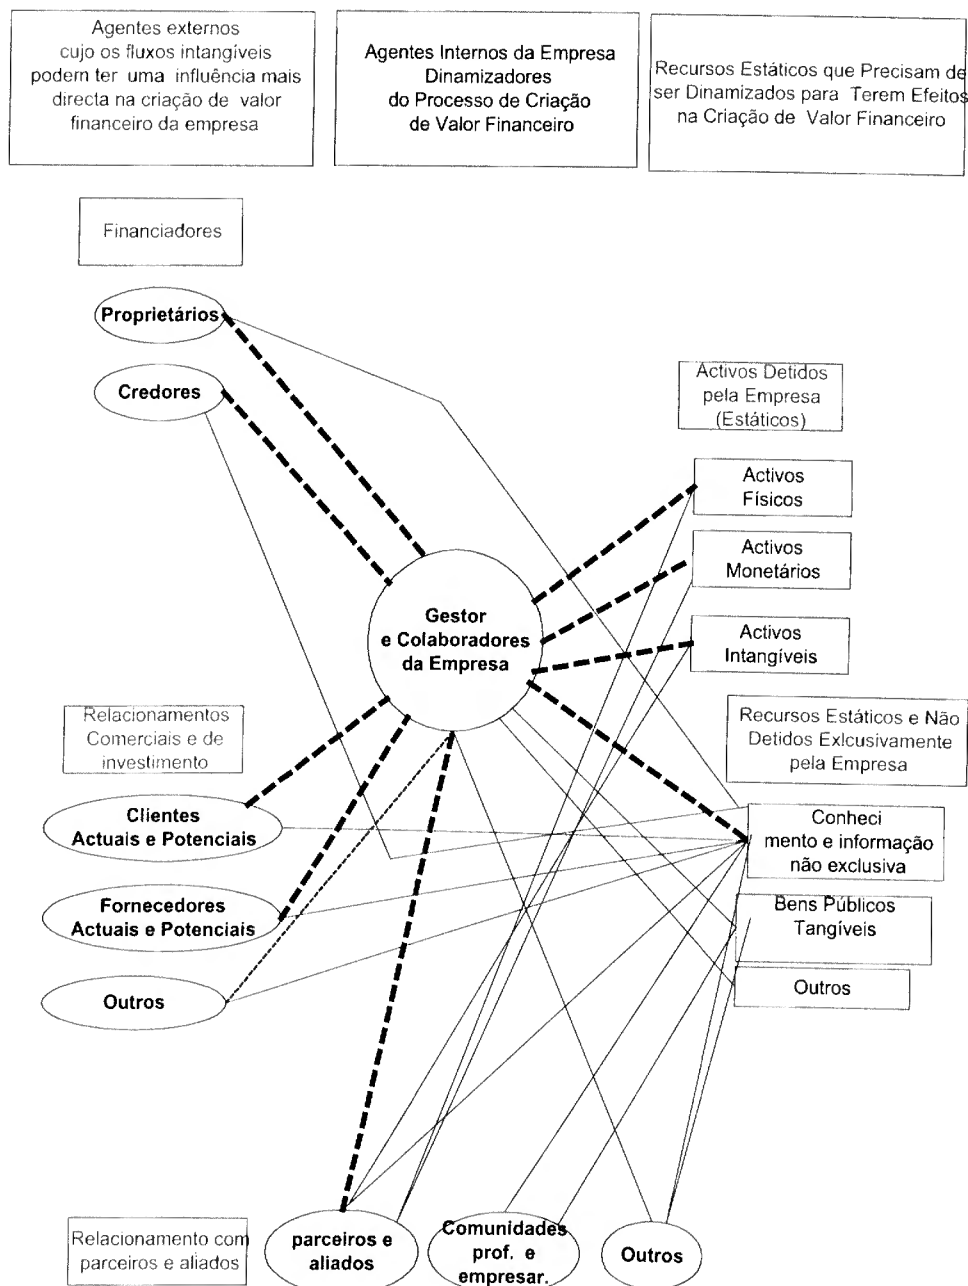 Agentes externos
cujo os fluxos intangíveis
podem ter uma influência mais
directa na criação de valor
financeiro da empresa
Agentes Internos da Empresa
Dinamizadores
do Processo de Criação
de Valor Financeiro
Recursos Estáticos que Precisam de
ser Dinamizados para Terem Efeitos
na Criação de Valor Financeiro
Financiadores
Proprietários
Credores
Activos Detidos
pela Empresa
(Estáticos)
Activos
Físicos
Activos
Monetários
Activos
Intangíveis
Gestor
e Colaboradores
da Empresa
Relacionamentos
Comerciais e de
investimento
Recursos Estáticos e Não
Detidos Exlcusivamente
pela Empresa
Clientes
Actuais e Potenciais
Conheci
mento e informação
não exclusiva
Fornecedores
Actuais e Potenciais
Bens Públicos
Tangíveis
Outros
Outros
Relacionamento com
parceiros e aliados
parceiros e
aliados
Comunidades
prof. e
empresar.
Outros